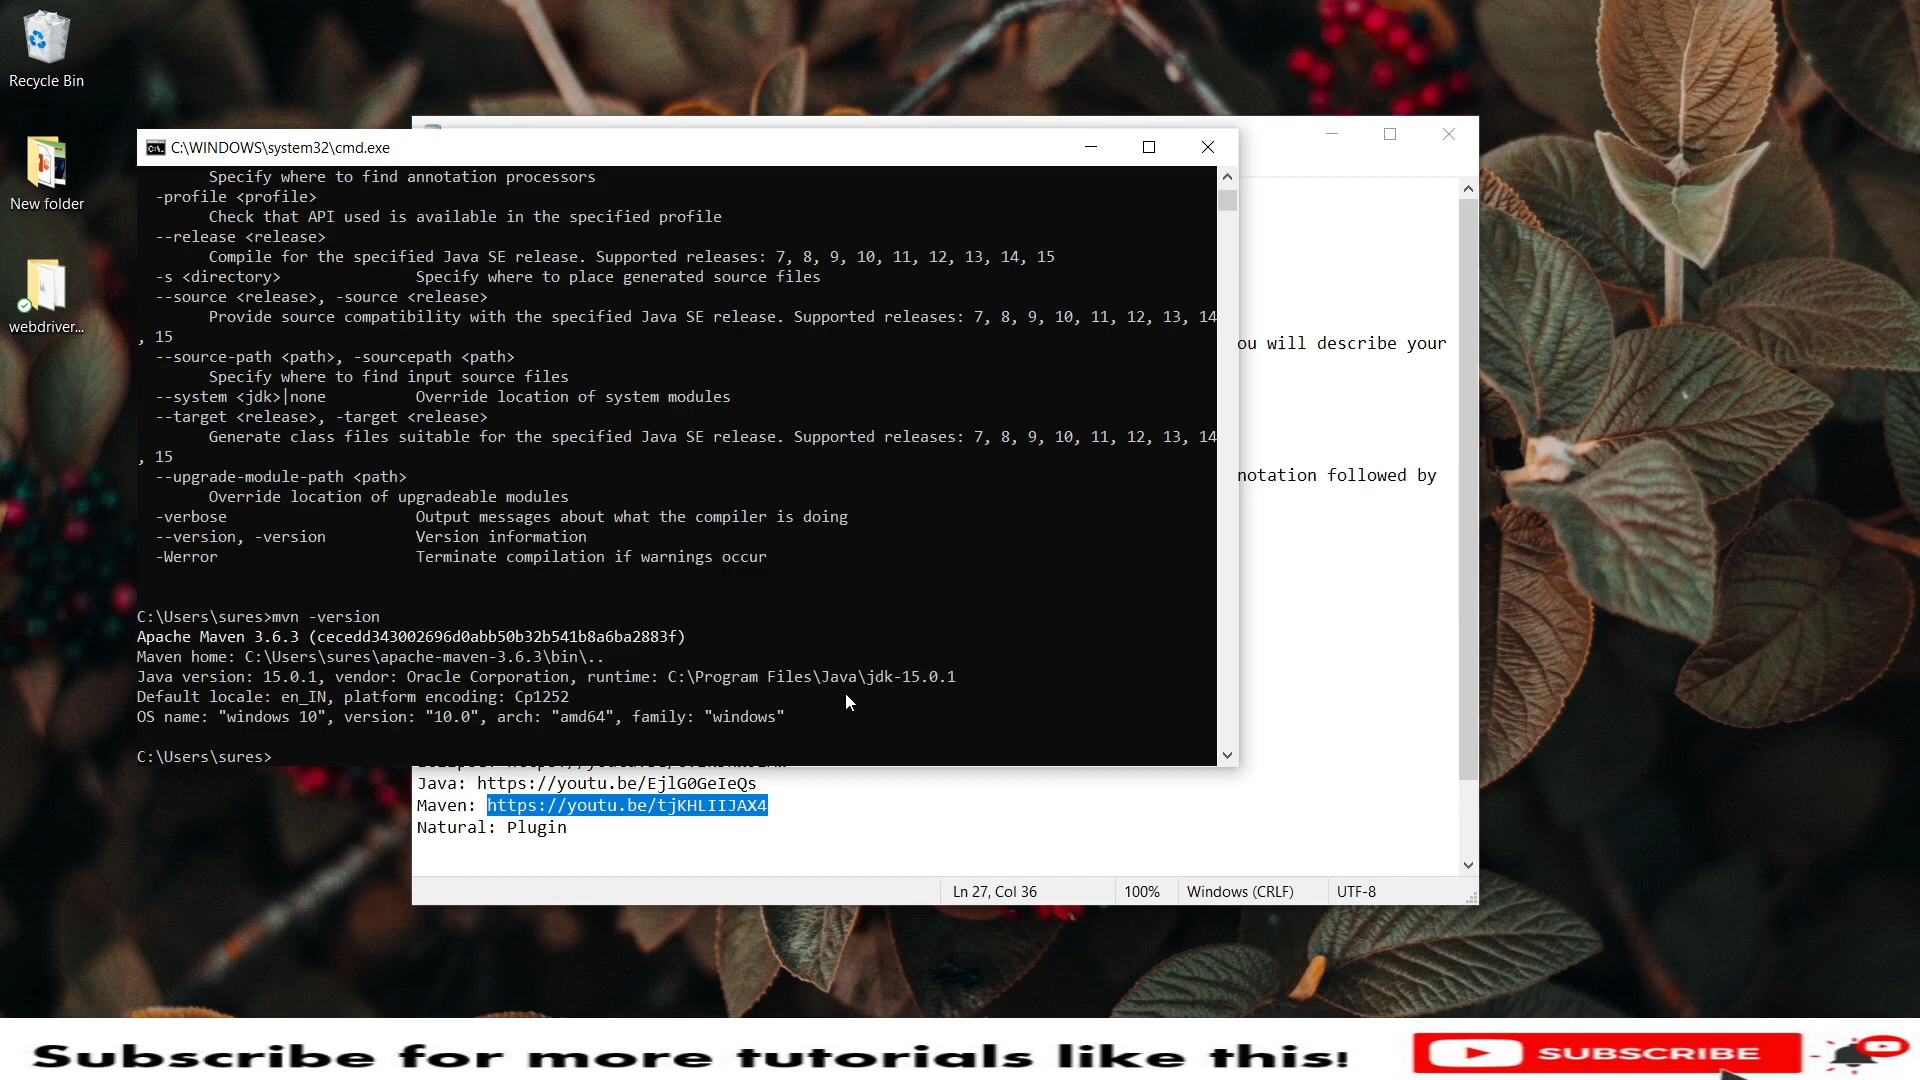 Recycle Bin
New folder
webdriver...
C:\WINDOWS\system32\cmd.exe
Specify where to find annotation processors
-profile <profile>
Check that API used is available in the specified profile
--release <release>
Compile for the specified Java SE release. Supported releases: 7, 8, 9, 10, 11, 12, 13, 14, 15
-s <directory> Specify where to place generated source files
--source <release>, -source <release>
Provide source compatibility with the specified Java SE release. Supported releases: 7, 8, 9, 10, 11, 12, 13, 14
, 15
--source-path <path>, -sourcepath <path>
Specify where to find input source files
--system <jdk>|none Override location of system modules
--target <release>, -target <release>
Generate class files suitable for the specified Java SE release. Supported releases: 7, 8, 9, 10, 11, 12, 13, 14
, 15
--upgrade-module-path <path>
Override location of upgradeable modules
-verbose Output messages about what the compiler is doing
--version, -version Version information
-Werror Terminate compilation if warnings occur
C:\Users\sures>mvn -version
Apache Maven 3.6.3 (cecedd343002696d0abb50b32b541b8a6ba2883f)
Maven home: C:\Users\sures\apache-maven-3.6.3\bin\..
Java version: 15.0.1, vendor: Oracle Corporation, runtime: C:\Program Files\Java\jdk-15.0.1
Default locale: en_IN, platform encoding: Cp1252
OS name: "windows 10", version: "10.0", arch: "amd64", family: "windows"
C:\Users\sures>
ou will describe your
notation followed by
Java: https://youtu.be/EjlG0GeIeQs
Maven: https://youtu.be/tjKHLIIJAX4
Natural: Plugin
Ln 27, Col 36
100%
Windows (CRLF)
UTF-8
Subscribe for more tutorials like this!
SUBSCRIBE